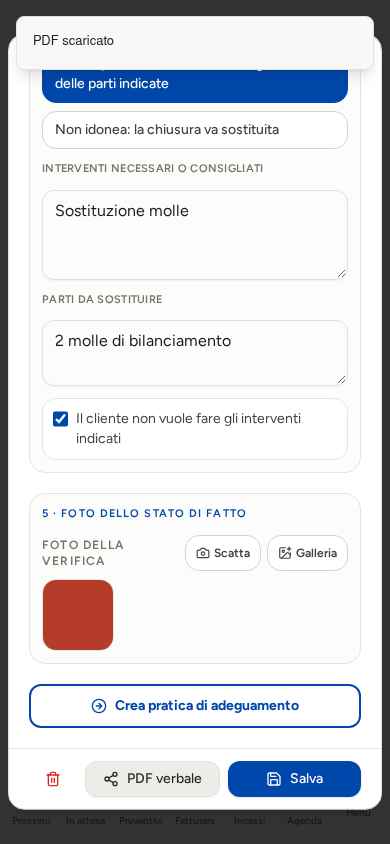 PDF scaricato
delle parti indicate
Non idonea: la chiusura va sostituita
INTERVENTI NECESSARI O CONSIGLIATI
Sostituzione molle
PARTI DA SOSTITUIRE
2 molle di bilanciamento
Il cliente non vuole fare gli interventi
indicati
5 · FOTO DELLO STATO DI FATTO
FOTO DELLA
VERIFICA
Scatta
Galleria
Crea pratica di adeguamento
PDF verbale
Salva
In attesa
Preventivi
Fatturare
Incassi
Agenda
Menu